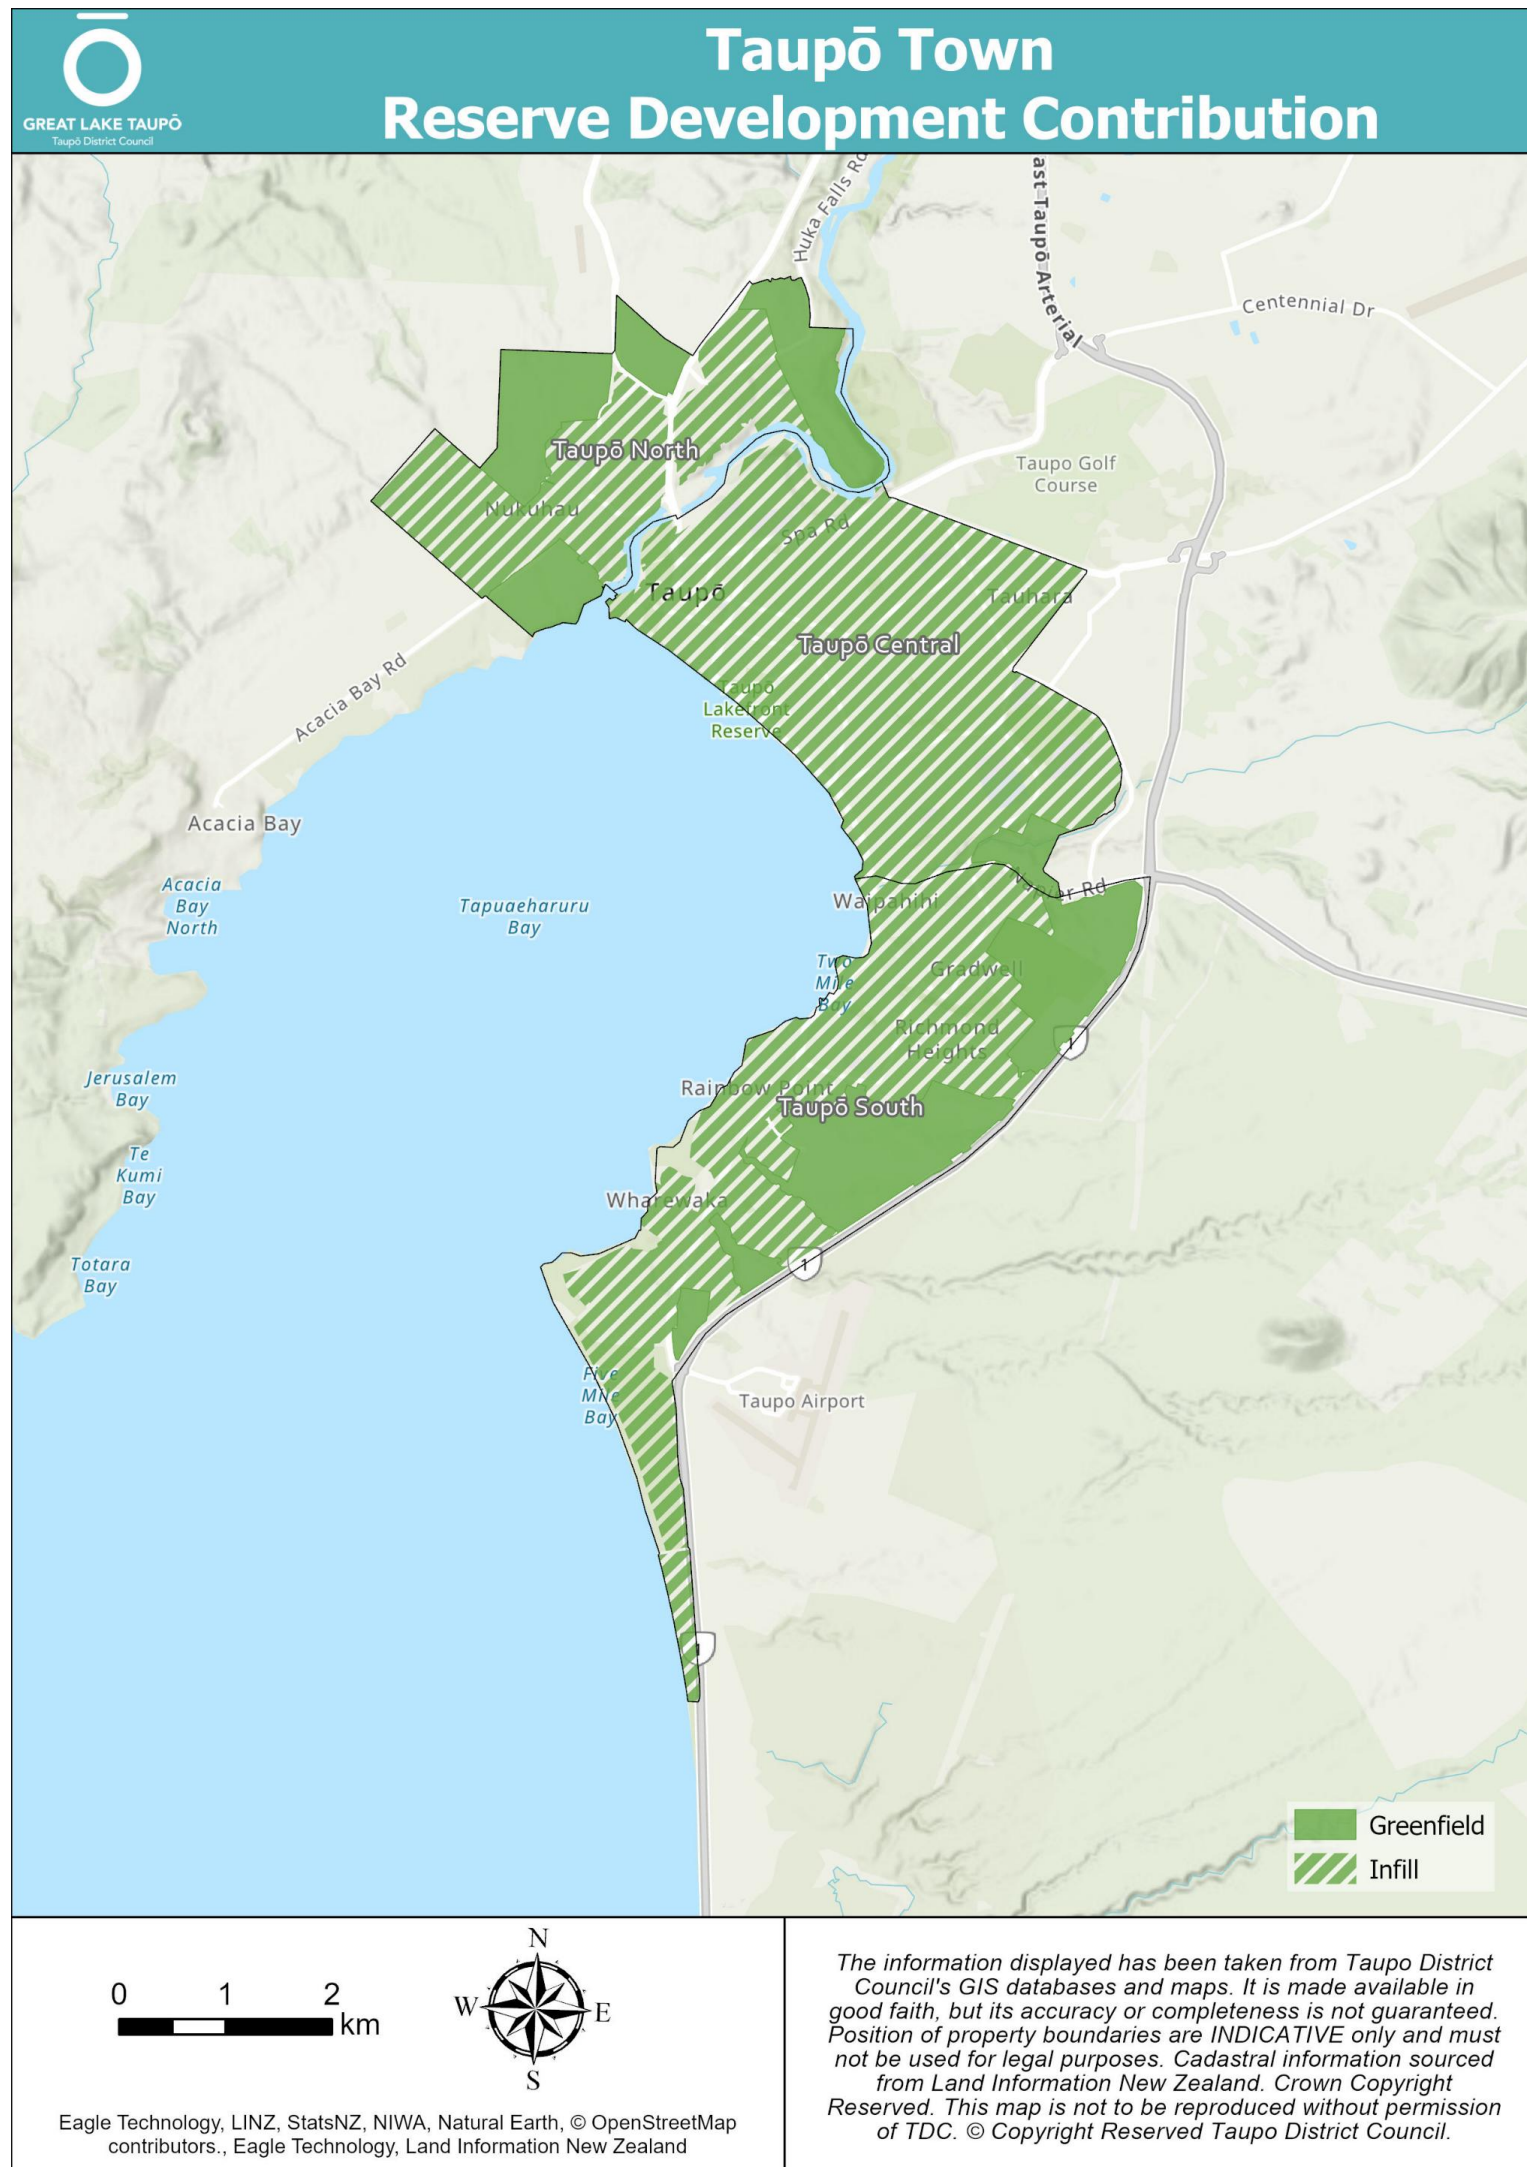 GREAT LAKE TAUPŌ
Taupō District Council
Taupō Town
Reserve Development Contribution
Huka Falls Rd
ast Taupō Arterial
Centennial Dr
Taupo Golf
Course
Taupō North
Nukuhau
Spa Rd
Taupō
Tauhara
Taupō Central
Acacia Bay Rd
Taupō
Lakefront
Reserve
Acacia Bay
Acacia
Bay
North
Tapuaeharuru
Bay
Napier Rd
Waipahihi
Two
Mile
Bay
Gradwell
Richmond
Heights
1
Jerusalem
Bay
Rainbow Point
Taupō South
Te
Kumi
Bay
Wharewaka
Totara
Bay
1
Five
Mile
Bay
Taupo Airport
1
Greenfield
Infill
0 1 2
km
N
W E
S
Eagle Technology, LINZ, StatsNZ, NIWA, Natural Earth, © OpenStreetMap
contributors., Eagle Technology, Land Information New Zealand
The information displayed has been taken from Taupo District
Council's GIS databases and maps. It is made available in
good faith, but its accuracy or completeness is not guaranteed.
Position of property boundaries are INDICATIVE only and must
not be used for legal purposes. Cadastral information sourced
from Land Information New Zealand. Crown Copyright
Reserved. This map is not to be reproduced without permission
of TDC. © Copyright Reserved Taupo District Council.